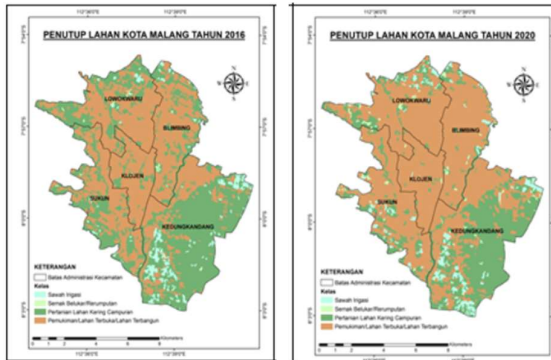 PENUTUP LAHAN KOTA MALANG TAHUN 2016
LOWOKWARU
BLIMBING
KLOJEN
SUKUN
KEDUNGKANDANG
KETERANGAN
Batas Administrasi Kecamatan
Kelas
Sawah Irigasi
Semak Belukar/Rerumputan
Pertanian Lahan Kering Campuran
Pemukiman/Lahan Terbuka/Lahan Terbangun
Kilometers
PENUTUP LAHAN KOTA MALANG TAHUN 2020
LOWOKWARU
BLIMBING
KLOJEN
SUKUN
KEDUNGKANDANG
KETERANGAN
Batas Administrasi Kecamatan
Kelas
Sawah Irigasi
Semak Belukar/Rerumputan
Pertanian Lahan Kering Campuran
Pemukiman/Lahan Terbuka/Lahan Terbangun
Kilometers